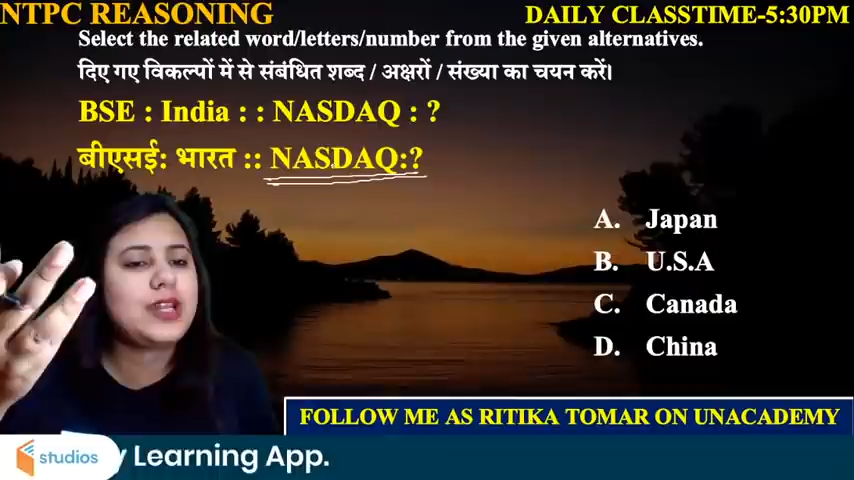 NTPC REASONING
DAILY CLASSTIME-5:30PM
Select the related word/letters/number from the given alternatives.
दिए गए विकल्पों में से संबंधित शब्द / अक्षरों / संख्या का चयन करें।
BSE : India : : NASDAQ : ?
बीएसई: भारत :: NASDAQ:?
A. Japan
B. U.S.A
C. Canada
D. China
FOLLOW ME AS RITIKA TOMAR ON UNACADEMY
studios
Learning App.